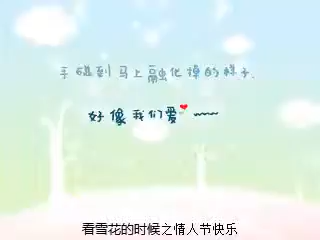 手碰到马上融化掉的样子.
好像我们爱❤~~
看雪花的时候之情人节快乐